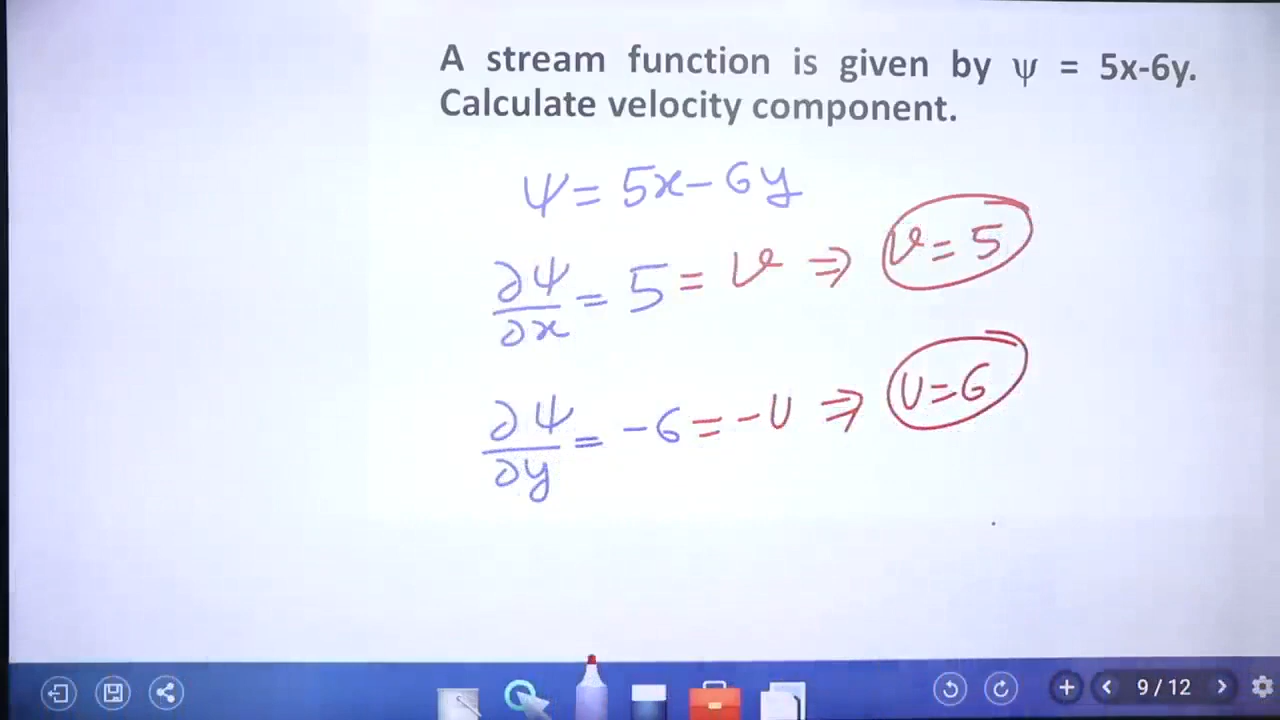 A stream function is given by ψ = 5x-6y.
Calculate velocity component.
ψ = 5x - 6y
∂ψ/∂x = 5 = v ⇒ v = 5
∂ψ/∂y = -6 = -U ⇒ U = 6
9 / 12